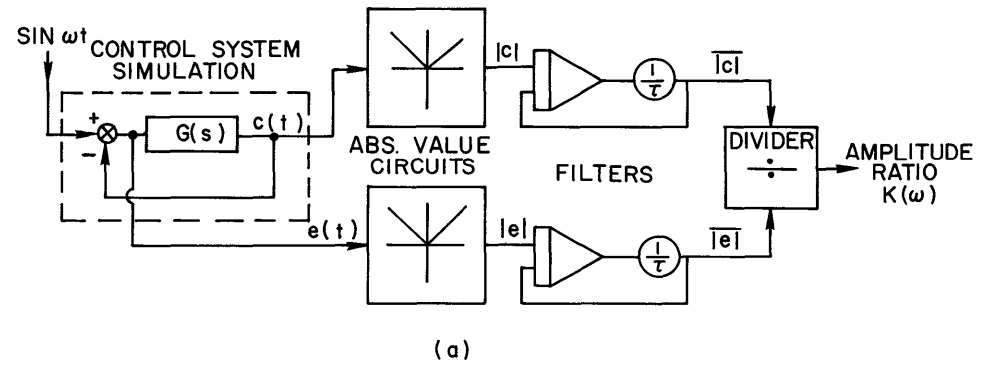 SIN ωt
CONTROL SYSTEM
SIMULATION
+
−
G(s)
c(t)
e(t)
ABS. VALUE
CIRCUITS
|c|
|e|
1/τ
1/τ
FILTERS
|c|
|e|
DIVIDER
÷
AMPLITUDE
RATIO
K(ω)
(a)